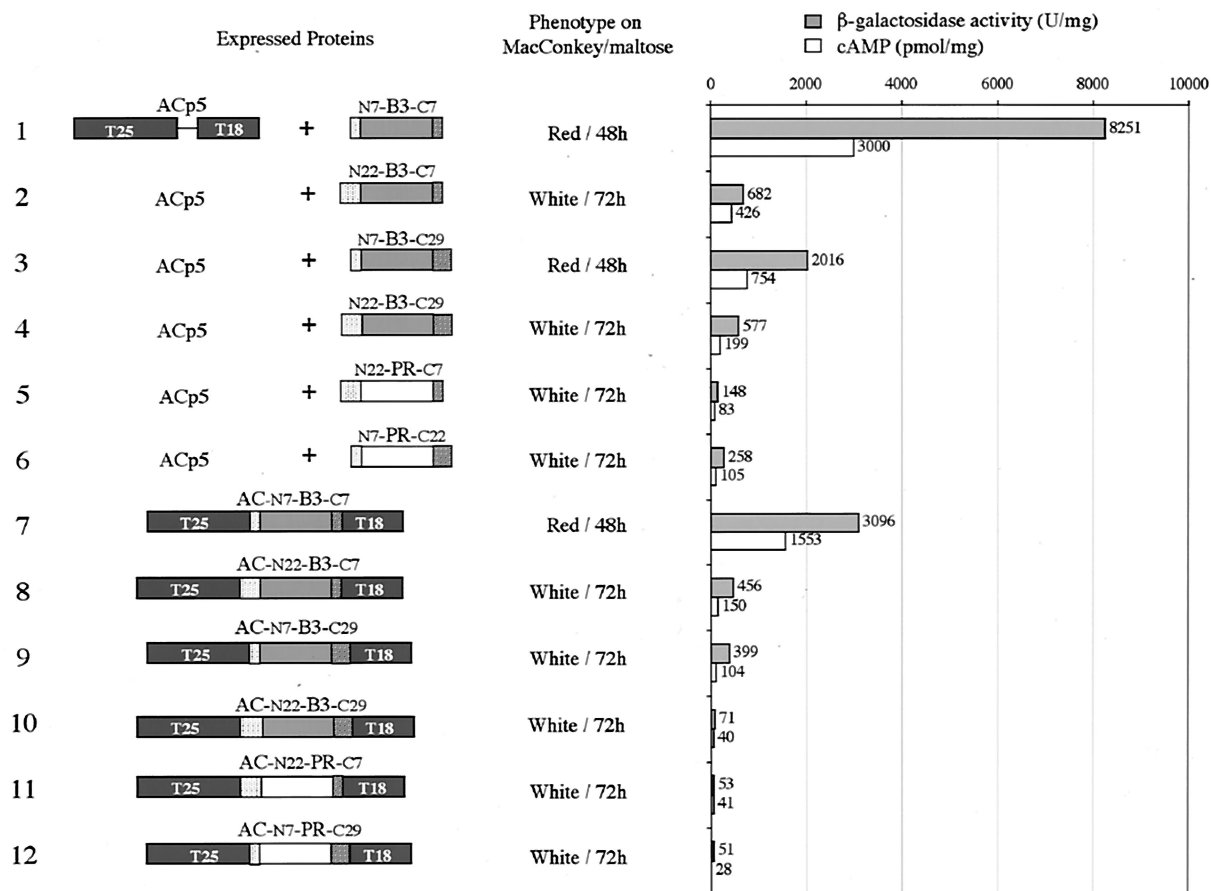 Expressed Proteins
Phenotype on
MacConkey/maltose
β-galactosidase activity (U/mg)
cAMP (pmol/mg)
0 2000 4000 6000 8000 10000
ACp5
1 T25 T18 + N7-B3-C7 Red / 48h 8251
3000
2 ACp5 + N22-B3-C7 White / 72h 682
426
3 ACp5 + N7-B3-C29 Red / 48h 2016
754
4 ACp5 + N22-B3-C29 White / 72h 577
199
5 ACp5 + N22-PR-C7 White / 72h 148
83
6 ACp5 + N7-PR-C22 White / 72h 258
105
AC-N7-B3-C7
7 T25 T18 Red / 48h 3096
1553
AC-N22-B3-C7
8 T25 T18 White / 72h 456
150
AC-N7-B3-C29
9 T25 T18 White / 72h 399
104
AC-N22-B3-C29
10 T25 T18 White / 72h 71
40
AC-N22-PR-C7
11 T25 T18 White / 72h 53
41
AC-N7-PR-C29
12 T25 T18 White / 72h 51
28